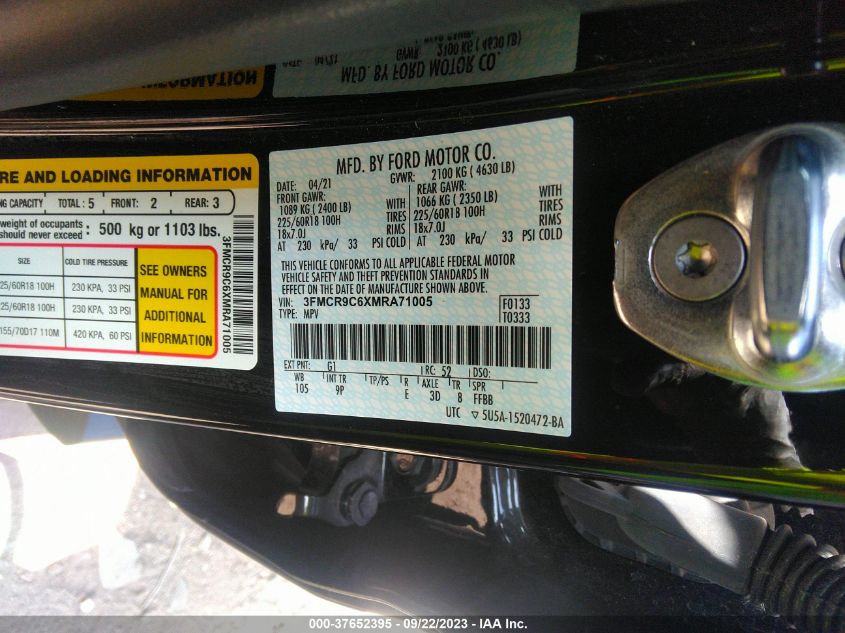 RE AND LOADING INFORMATION
NG CAPACITY TOTAL : 5 FRONT: 2 REAR: 3
weight of occupants :
should never exceed : 500 kg or 1103 lbs.
SIZE COLD TIRE PRESSURE
25/60R18 100H 230 KPA, 33 PSI
25/60R18 100H 230 KPA, 33 PSI
155/70D17 110M 420 KPA, 60 PSI
SEE OWNERS
MANUAL FOR
ADDITIONAL
INFORMATION
3FMCR9C6XMRA71005
MFD. BY FORD MOTOR CO.
DATE: 04/21 GVWR: 2100 KG ( 4630 LB)
FRONT GAWR: REAR GAWR:
1089 KG ( 2400 LB) WITH 1066 KG ( 2350 LB) WITH
225/60R18 100H TIRES 225/60R18 100H TIRES
18x7.0J RIMS 18x7.0J RIMS
AT 230 kPa/ 33 PSI COLD AT 230 kPa/ 33 PSI COLD
THIS VEHICLE CONFORMS TO ALL APPLICABLE FEDERAL MOTOR
VEHICLE SAFETY AND THEFT PREVENTION STANDARDS IN
EFFECT ON THE DATE OF MANUFACTURE SHOWN ABOVE.
VIN: 3FMCR9C6XMRA71005 F0133
TYPE: MPV T0333
EXT PNT: G1 RC: 52 DSO:
WB INT TR TP/PS R AXLE TR SPR
105 9P E 3D 8 FFBB
UTC ▽ 5U5A-1520472-BA
INFORMATION
MFD. BY FORD MOTOR CO.
DATE: 04/21 GVWR: 2100 KG ( 4630 LB)
000-37652395 - 09/22/2023 - IAA Inc.